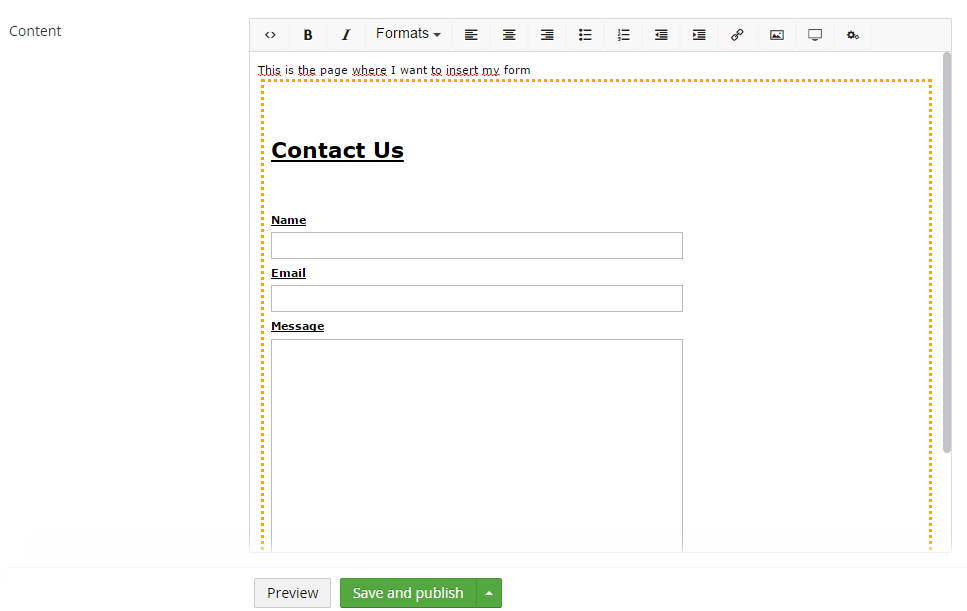 Content
Formats
This is the page where I want to insert my form
Contact Us
Name
Email
Message
Preview
Save and publish